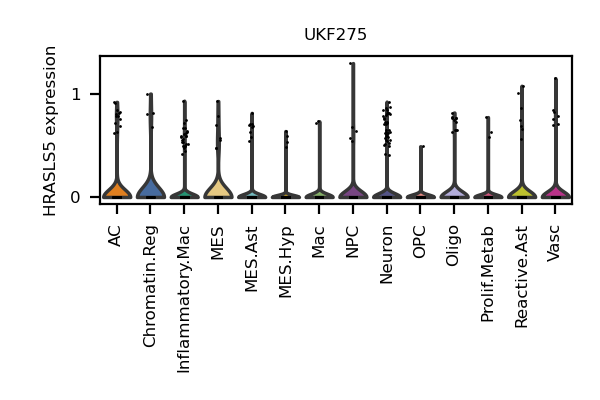 UKF275
HRASLS5 expression
1
0
AC
Chromatin.Reg
Inflammatory.Mac
MES
MES.Ast
MES.Hyp
Mac
NPC
Neuron
OPC
Oligo
Prolif.Metab
Reactive.Ast
Vasc